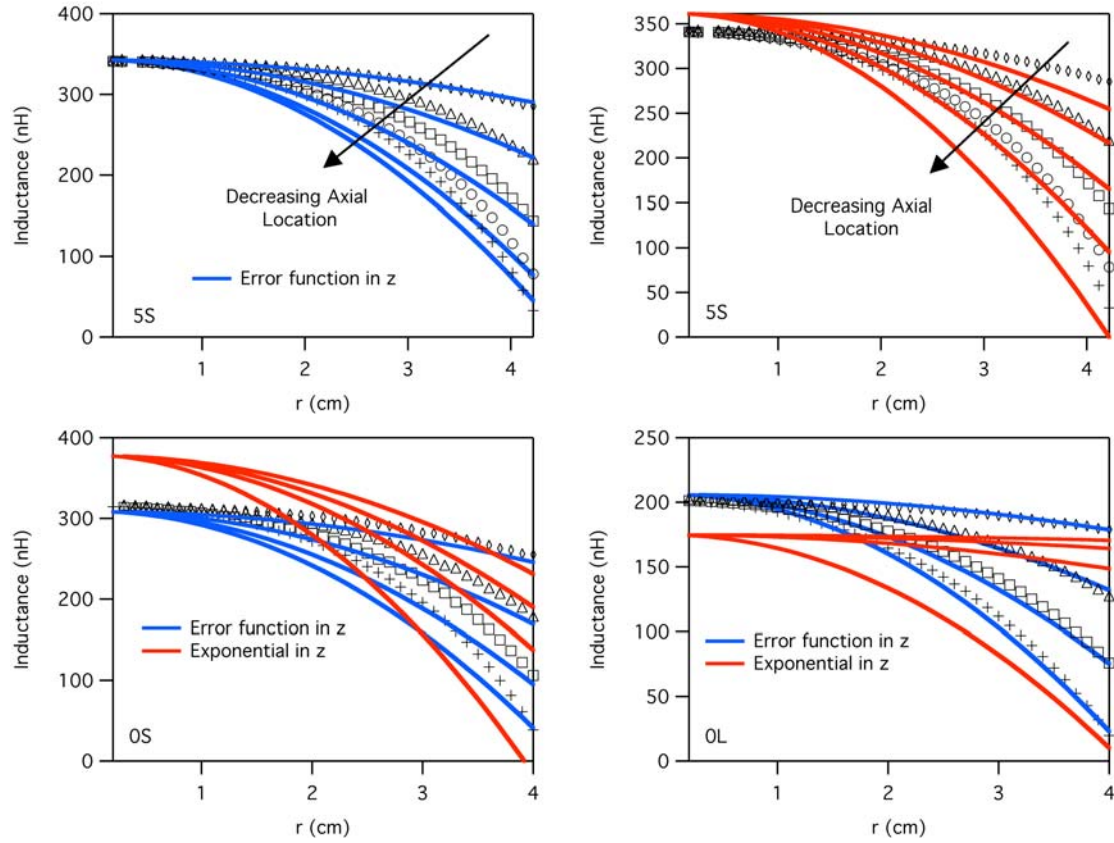 400
300
200
100
0
Inductance (nH)
Decreasing Axial
Location
Error function in z
5S
1
2
3
4
r (cm)
350
300
250
200
150
100
50
0
Inductance (nH)
Decreasing Axial
Location
5S
1
2
3
4
r (cm)
400
300
200
100
0
Inductance (nH)
Error function in z
Exponential in z
0S
1
2
3
4
r (cm)
250
200
150
100
50
0
Inductance (nH)
Error function in z
Exponential in z
0L
1
2
3
4
r (cm)